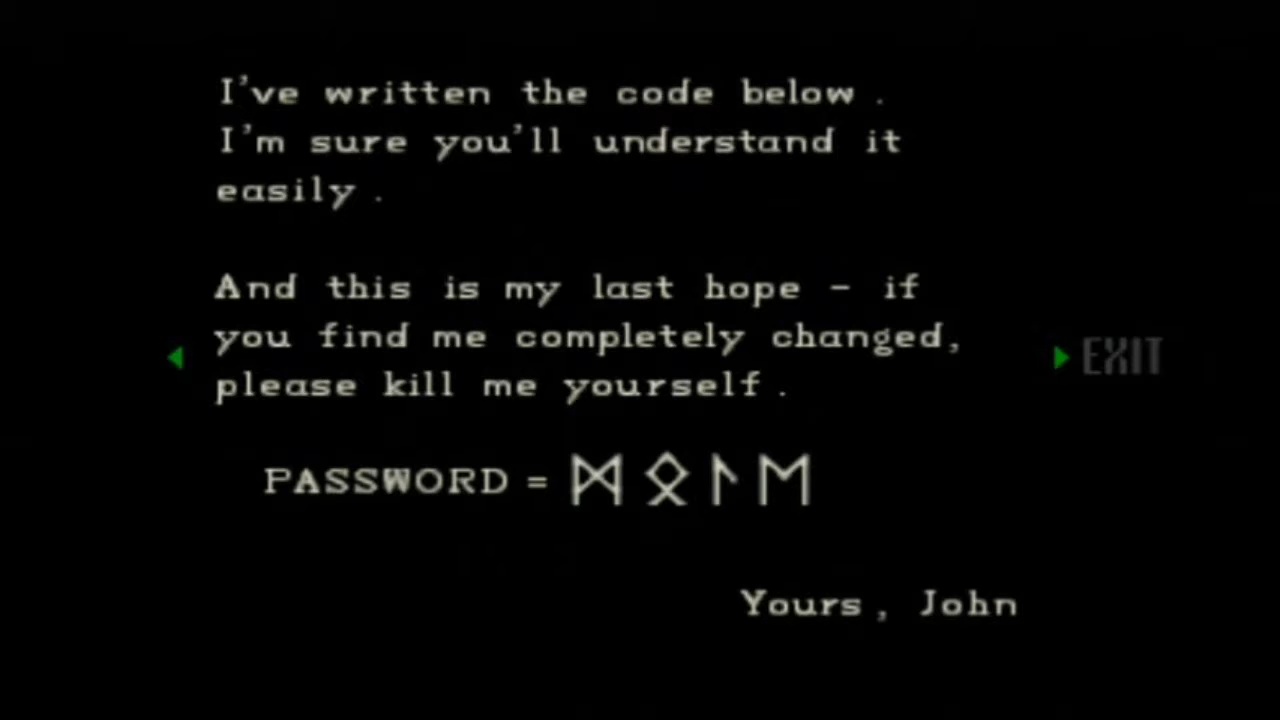 I've written the code below.
I'm sure you'll understand it
easily.
And this is my last hope - if
you find me completely changed,
please kill me yourself.
PASSWORD = ᛞᛟᛚᛖ
Yours, John
EXIT